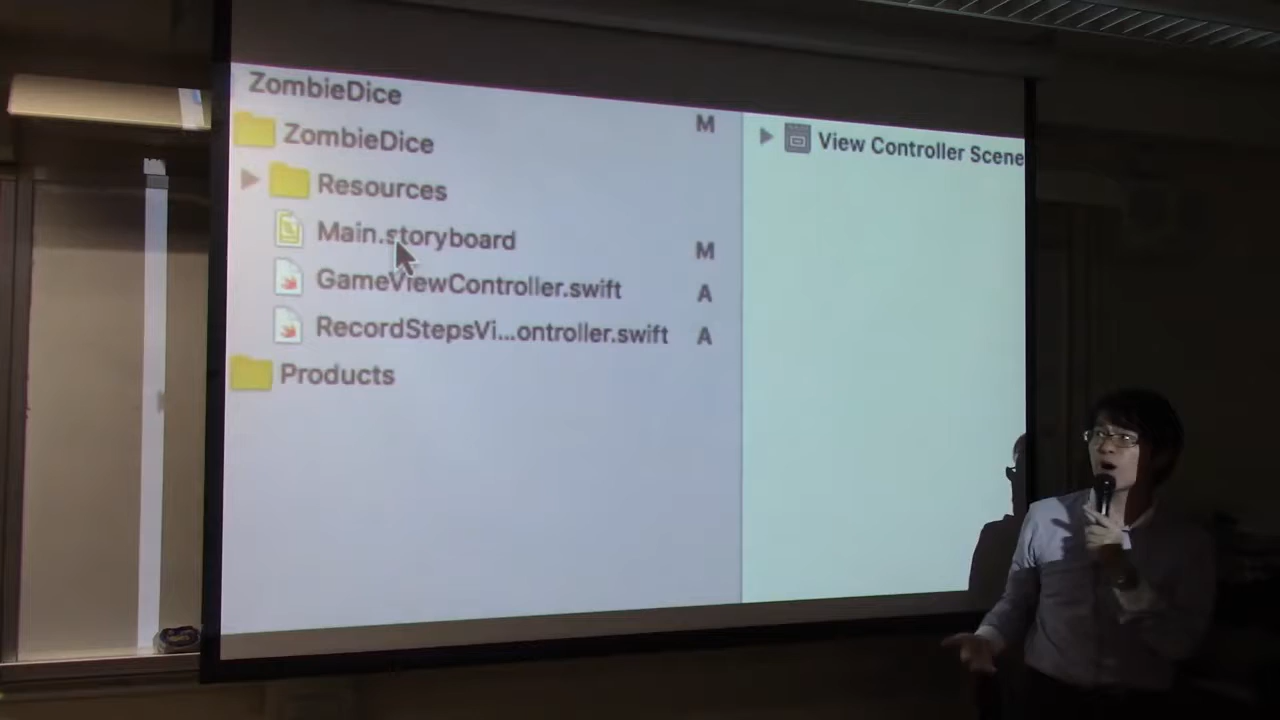 ZombieDice
ZombieDice M
Resources
Main.storyboard M
GameViewController.swift A
RecordStepsVi...ontroller.swift A
Products
View Controller Scene